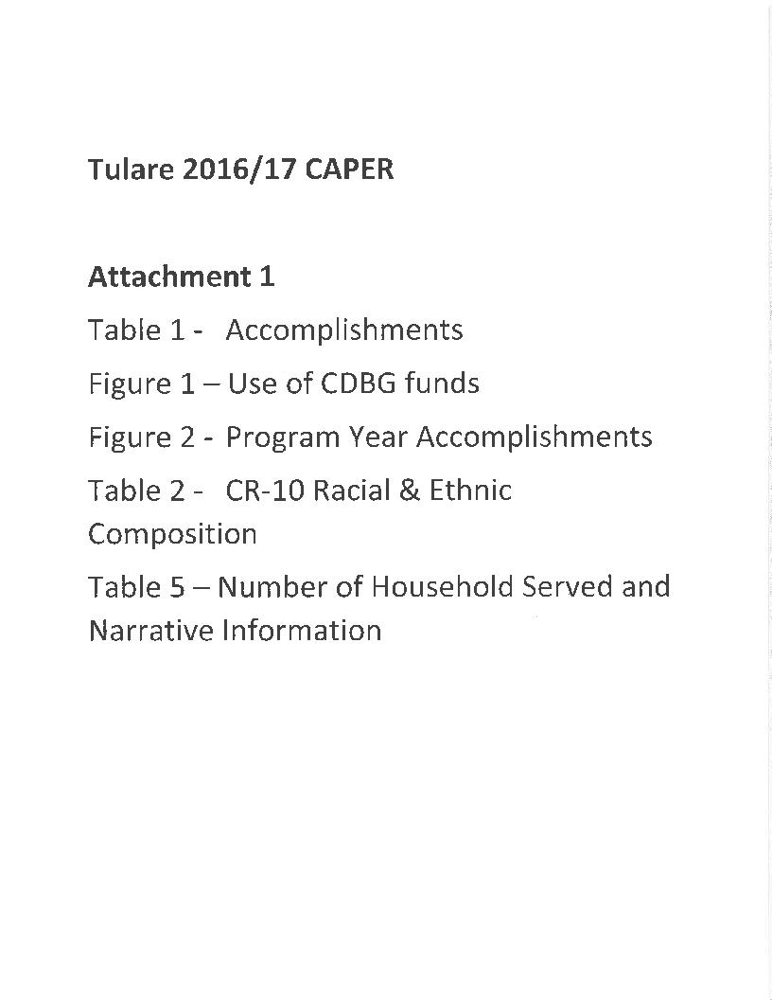 Tulare 2016/17 CAPER
Attachment 1
Table 1 - Accomplishments
Figure 1 – Use of CDBG funds
Figure 2 - Program Year Accomplishments
Table 2 - CR-10 Racial & Ethnic
Composition
Table 5 – Number of Household Served and
Narrative Information